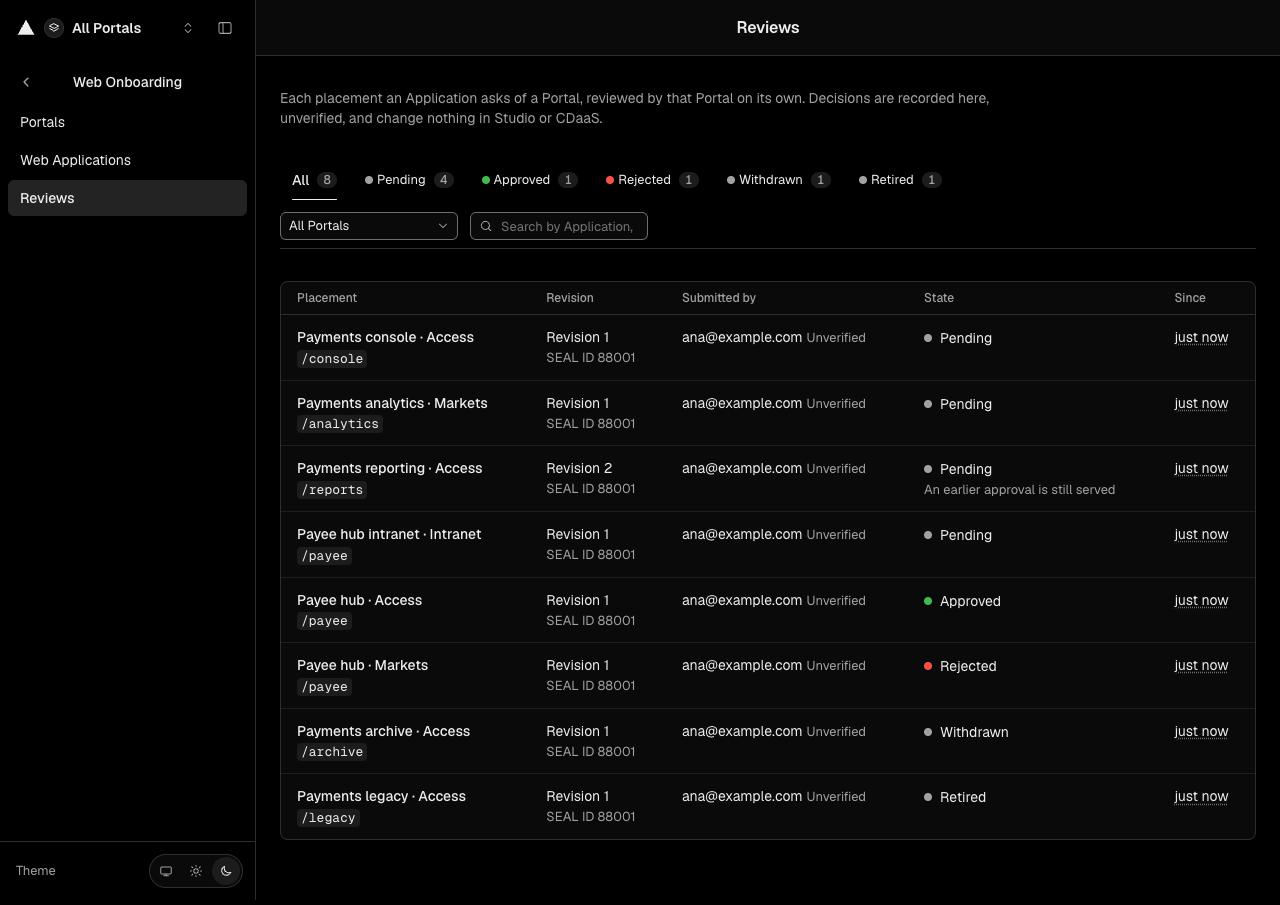 All Portals
Reviews
Web Onboarding
Portals
Web Applications
Reviews
Each placement an Application asks of a Portal, reviewed by that Portal on its own. Decisions are recorded here,
unverified, and change nothing in Studio or CDaaS.
All 8 Pending 4 Approved 1 Rejected 1 Withdrawn 1 Retired 1
All Portals Search by Application,
Placement Revision Submitted by State Since
Payments console · Access Revision 1 ana@example.com Unverified Pending just now
/console SEAL ID 88001
Payments analytics · Markets Revision 1 ana@example.com Unverified Pending just now
/analytics SEAL ID 88001
Payments reporting · Access Revision 2 ana@example.com Unverified Pending just now
/reports SEAL ID 88001 An earlier approval is still served
Payee hub intranet · Intranet Revision 1 ana@example.com Unverified Pending just now
/payee SEAL ID 88001
Payee hub · Access Revision 1 ana@example.com Unverified Approved just now
/payee SEAL ID 88001
Payee hub · Markets Revision 1 ana@example.com Unverified Rejected just now
/payee SEAL ID 88001
Payments archive · Access Revision 1 ana@example.com Unverified Withdrawn just now
/archive SEAL ID 88001
Payments legacy · Access Revision 1 ana@example.com Unverified Retired just now
/legacy SEAL ID 88001
Theme